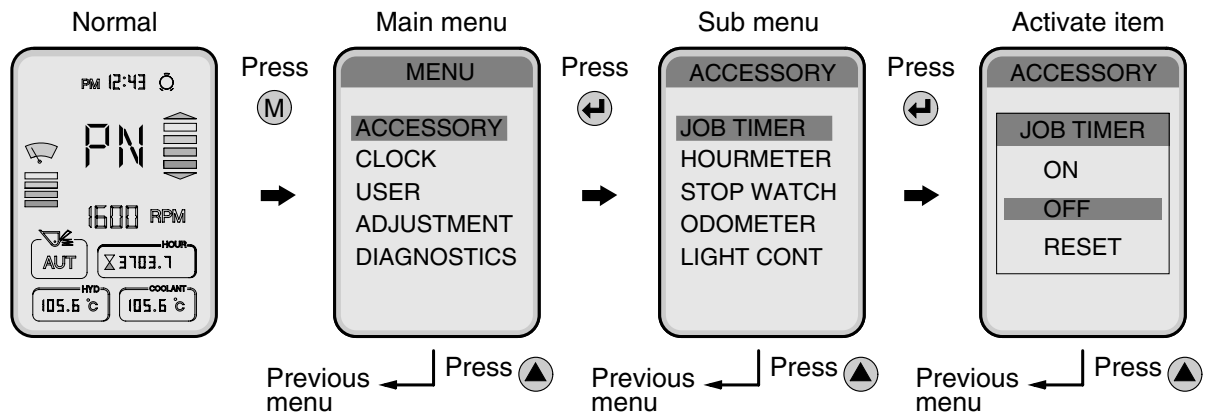 Normal
PM 12:43
PN
1600 RPM
AUT
HOUR
3703.7
HYD
105.6 °C
COOLANT
105.6 °C
Press
M
Main menu
MENU
ACCESSORY
CLOCK
USER
ADJUSTMENT
DIAGNOSTICS
Press
Previous
menu
Press
Sub menu
ACCESSORY
JOB TIMER
HOURMETER
STOP WATCH
ODOMETER
LIGHT CONT
Press
Previous
menu
Press
Activate item
ACCESSORY
JOB TIMER
ON
OFF
RESET
Press
Previous
menu